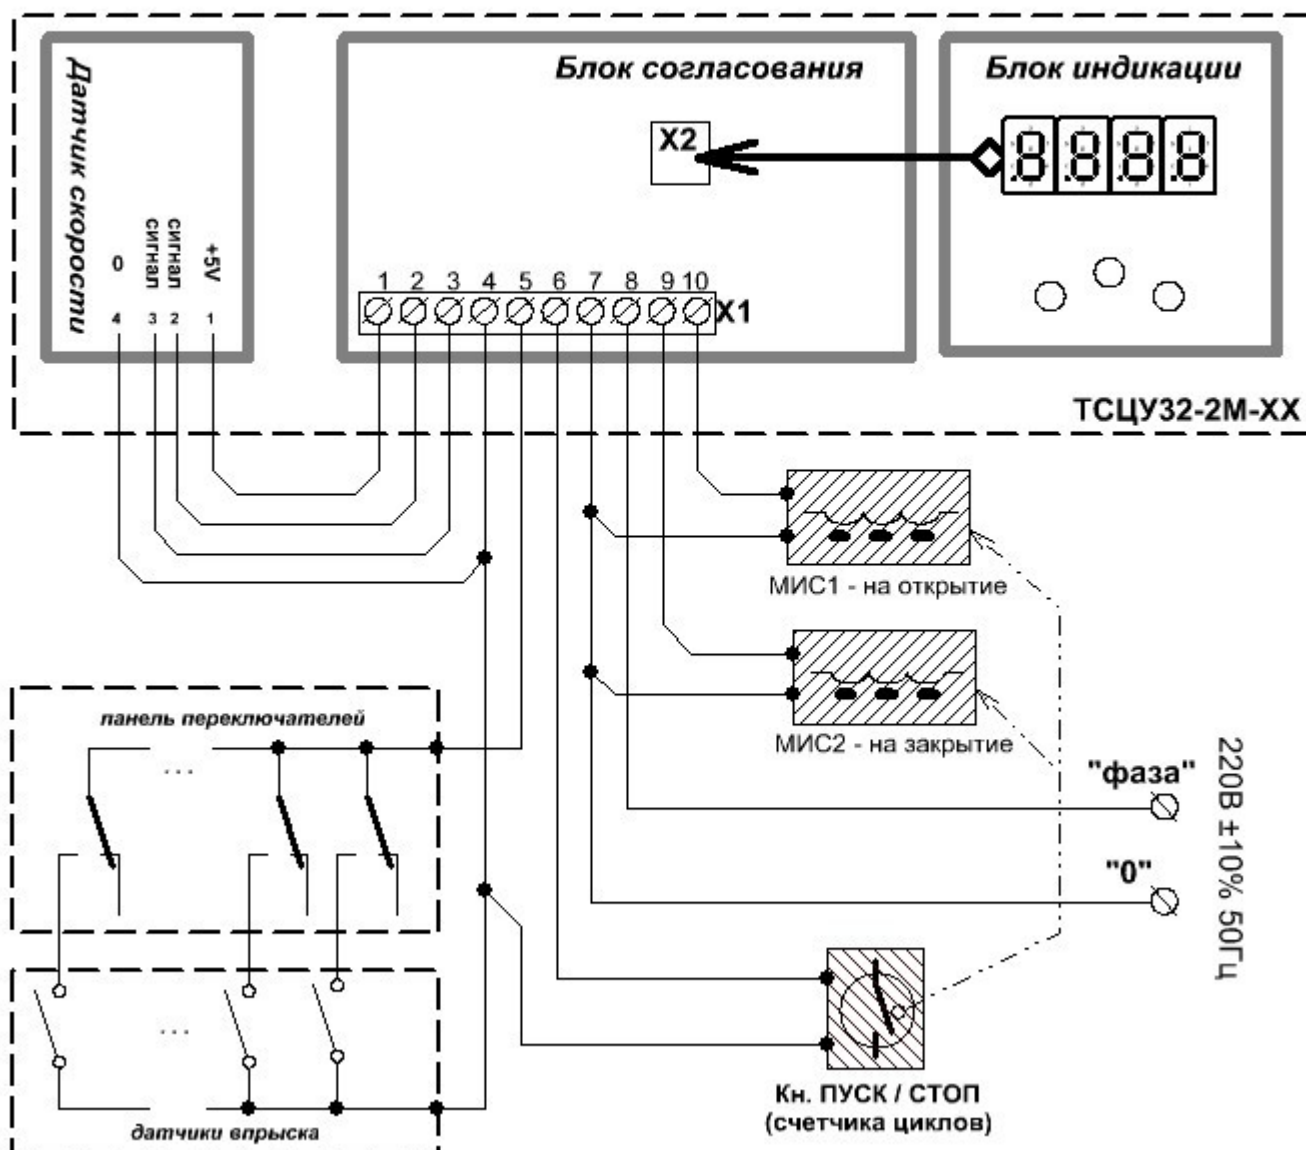 Датчик скорости
0
сигнал
сигнал
+5V
4
3
2
1
Блок согласования
X2
1 2 3 4 5 6 7 8 9 10
X1
Блок индикации
8.8.8.8.
ТСЦУ32-2М-ХХ
МИС1 - на открытие
МИС2 - на закрытие
панель переключателей
...
"фаза"
"0"
220В ±10% 50Гц
...
датчики впрыска
Кн. ПУСК / СТОП
(счетчика циклов)